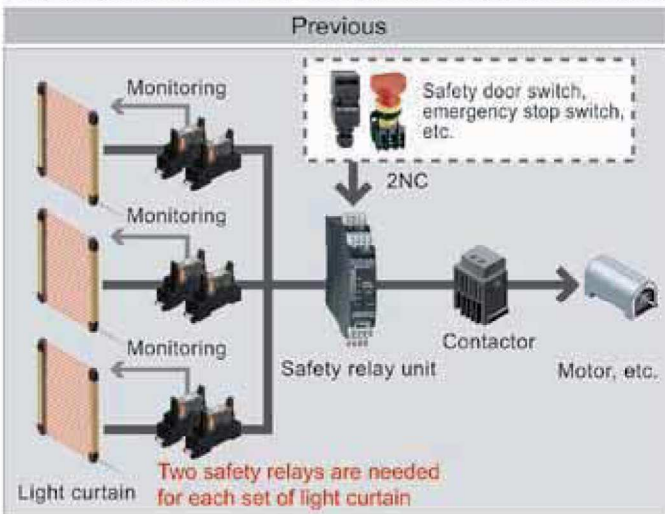 Previous
Monitoring
Safety door switch,
emergency stop switch,
etc.
2NC
Monitoring
Monitoring
Safety relay unit
Contactor
Motor, etc.
Light curtain
Two safety relays are needed
for each set of light curtain